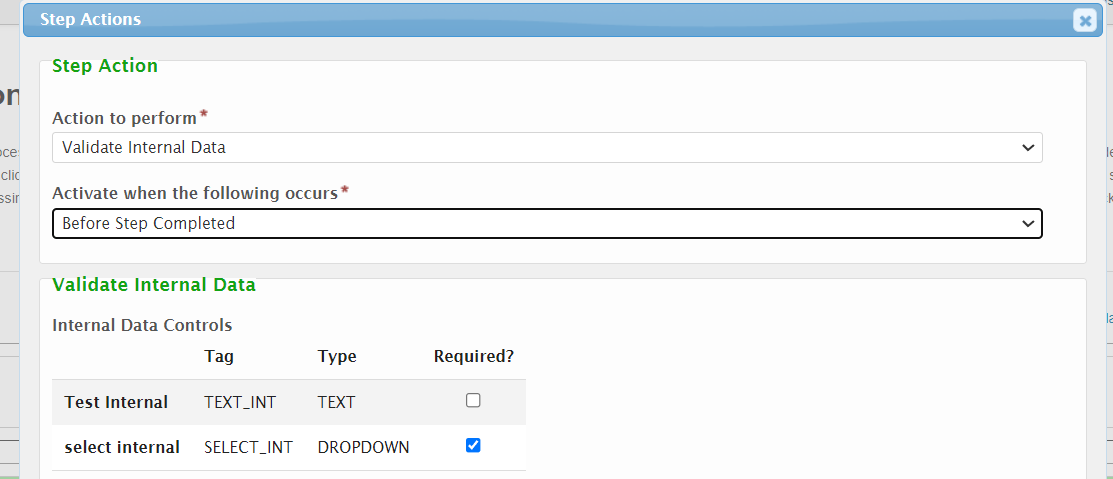 Step Actions
Step Action
Action to perform*
Validate Internal Data
Activate when the following occurs*
Before Step Completed
Validate Internal Data
Internal Data Controls
Tag Type Required?
Test Internal TEXT_INT TEXT
select internal SELECT_INT DROPDOWN